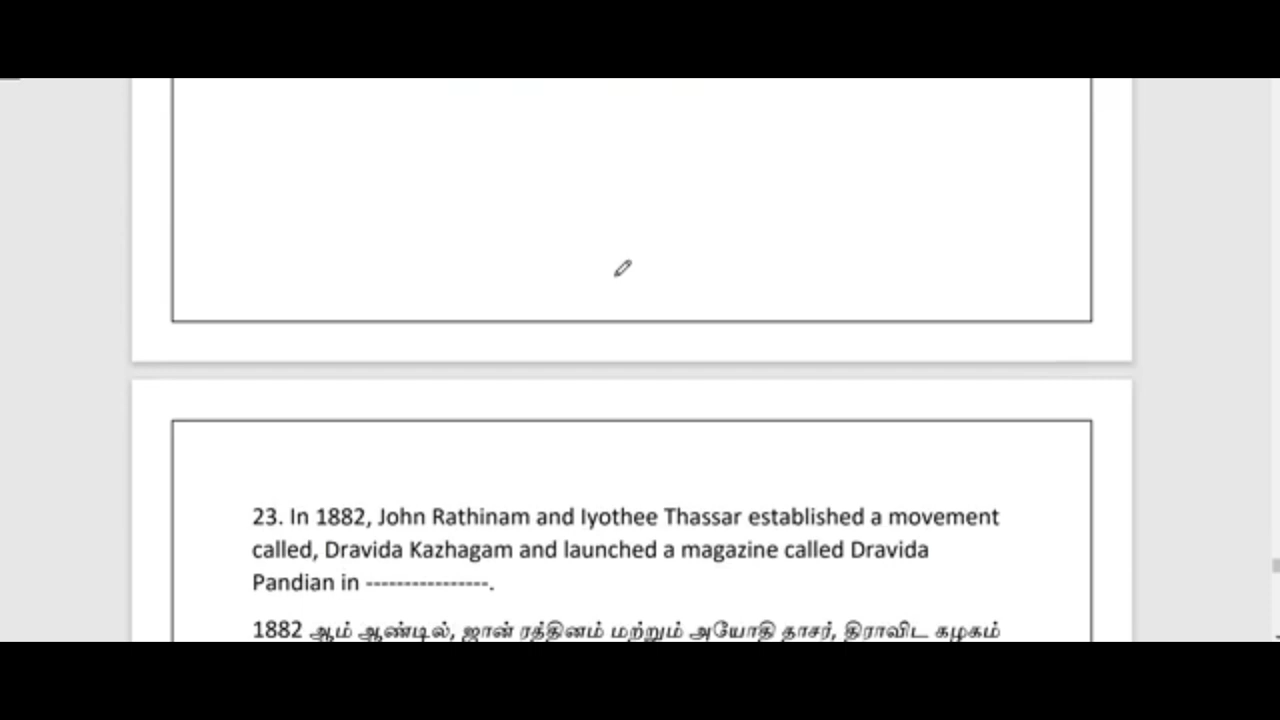 23. In 1882, John Rathinam and Iyothee Thassar established a movement
called, Dravida Kazhagam and launched a magazine called Dravida
Pandian in ----------------.
1882 ஆம் ஆண்டில், ஜான் ரத்தினம் மற்றும் அயோதி தாசர், திராவிட கழகம்